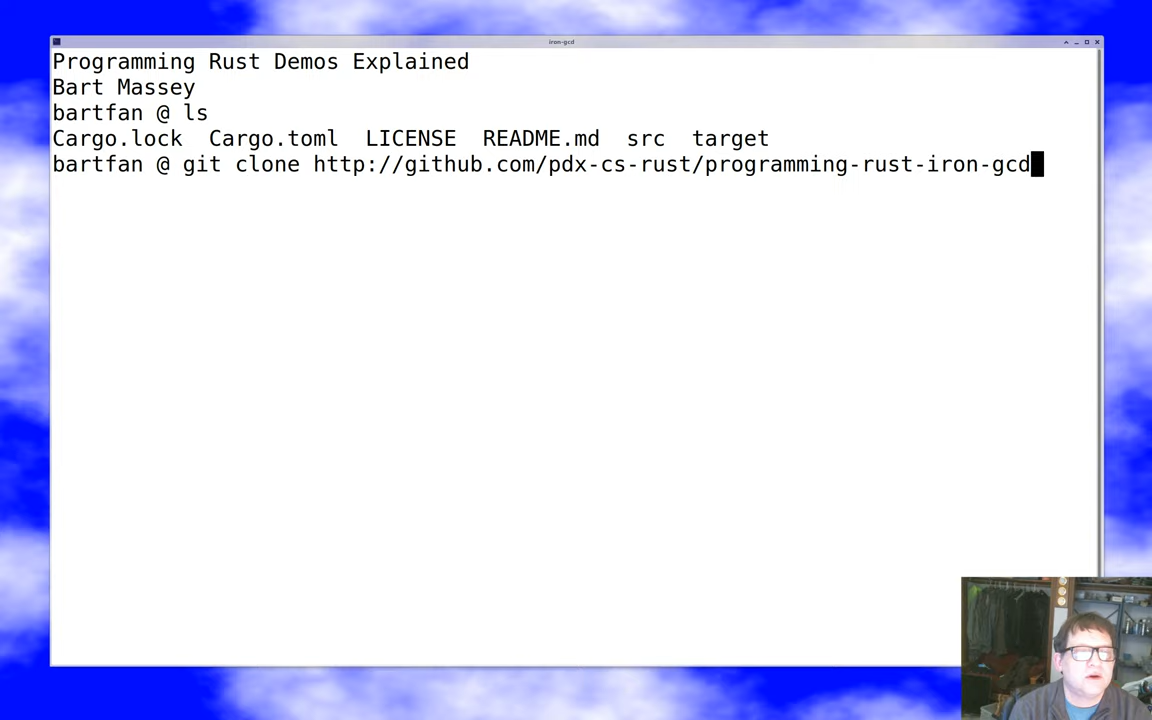 iron-gcd
Programming Rust Demos Explained
Bart Massey
bartfan @ ls
Cargo.lock  Cargo.toml  LICENSE  README.md  src  target
bartfan @ git clone http://github.com/pdx-cs-rust/programming-rust-iron-gcd